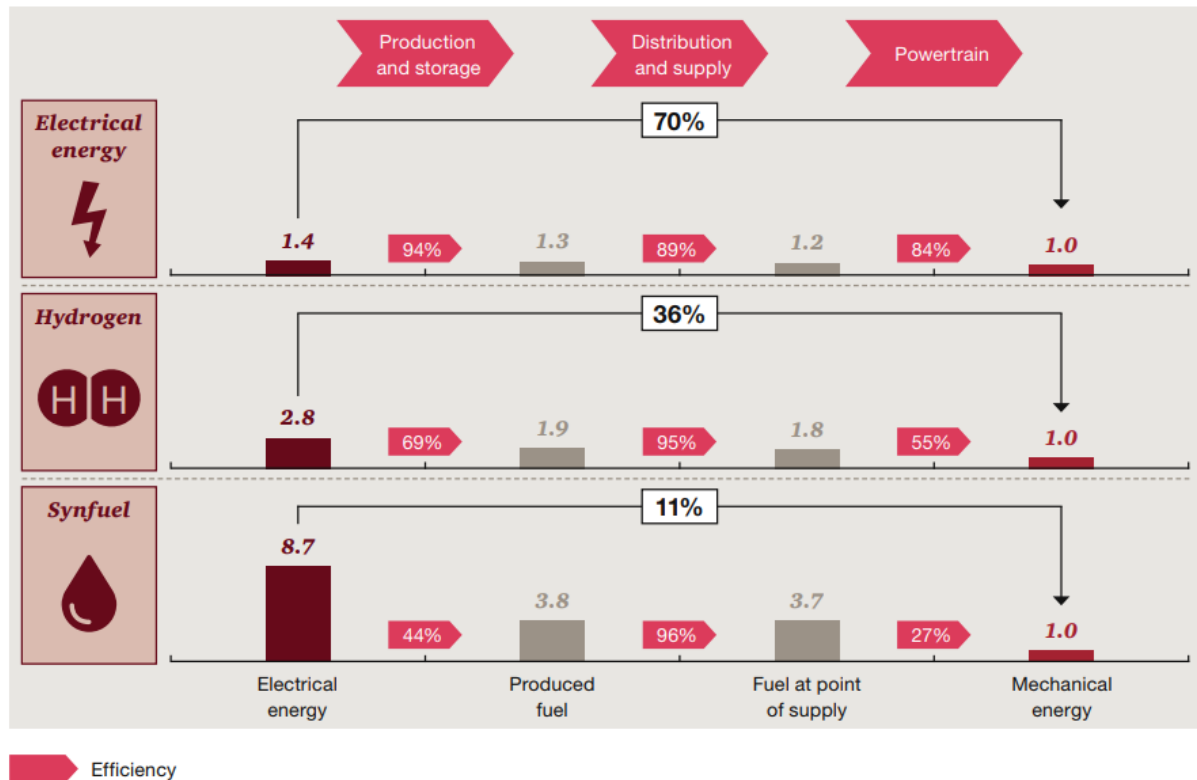 Production
and storage
Distribution
and supply
Powertrain
Electrical
energy
70%
1.4
94%
1.3
89%
1.2
84%
1.0
Hydrogen
H H
36%
2.8
69%
1.9
95%
1.8
55%
1.0
Synfuel
11%
8.7
44%
3.8
96%
3.7
27%
1.0
Electrical
energy
Produced
fuel
Fuel at point
of supply
Mechanical
energy
Efficiency